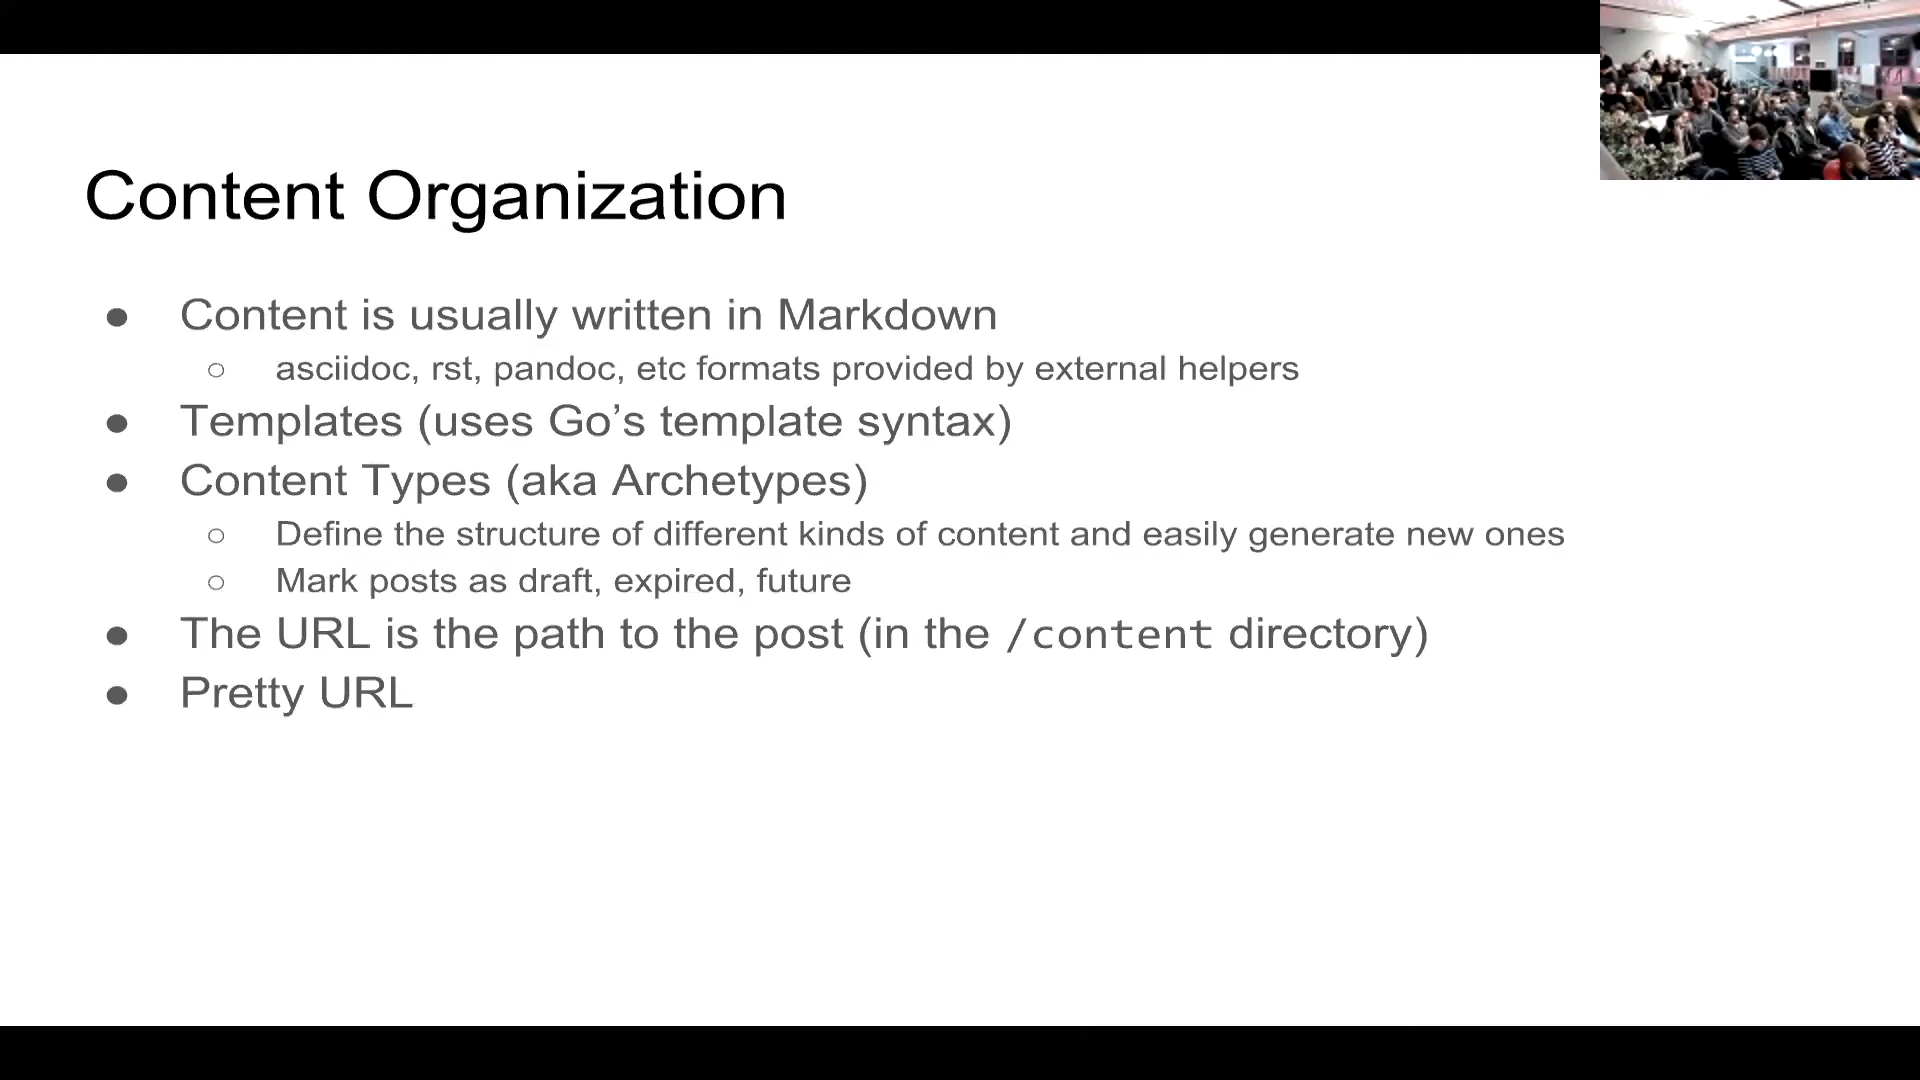 Content Organization
● Content is usually written in Markdown
○ asciidoc, rst, pandoc, etc formats provided by external helpers
● Templates (uses Go’s template syntax)
● Content Types (aka Archetypes)
○ Define the structure of different kinds of content and easily generate new ones
○ Mark posts as draft, expired, future
● The URL is the path to the post (in the /content directory)
● Pretty URL